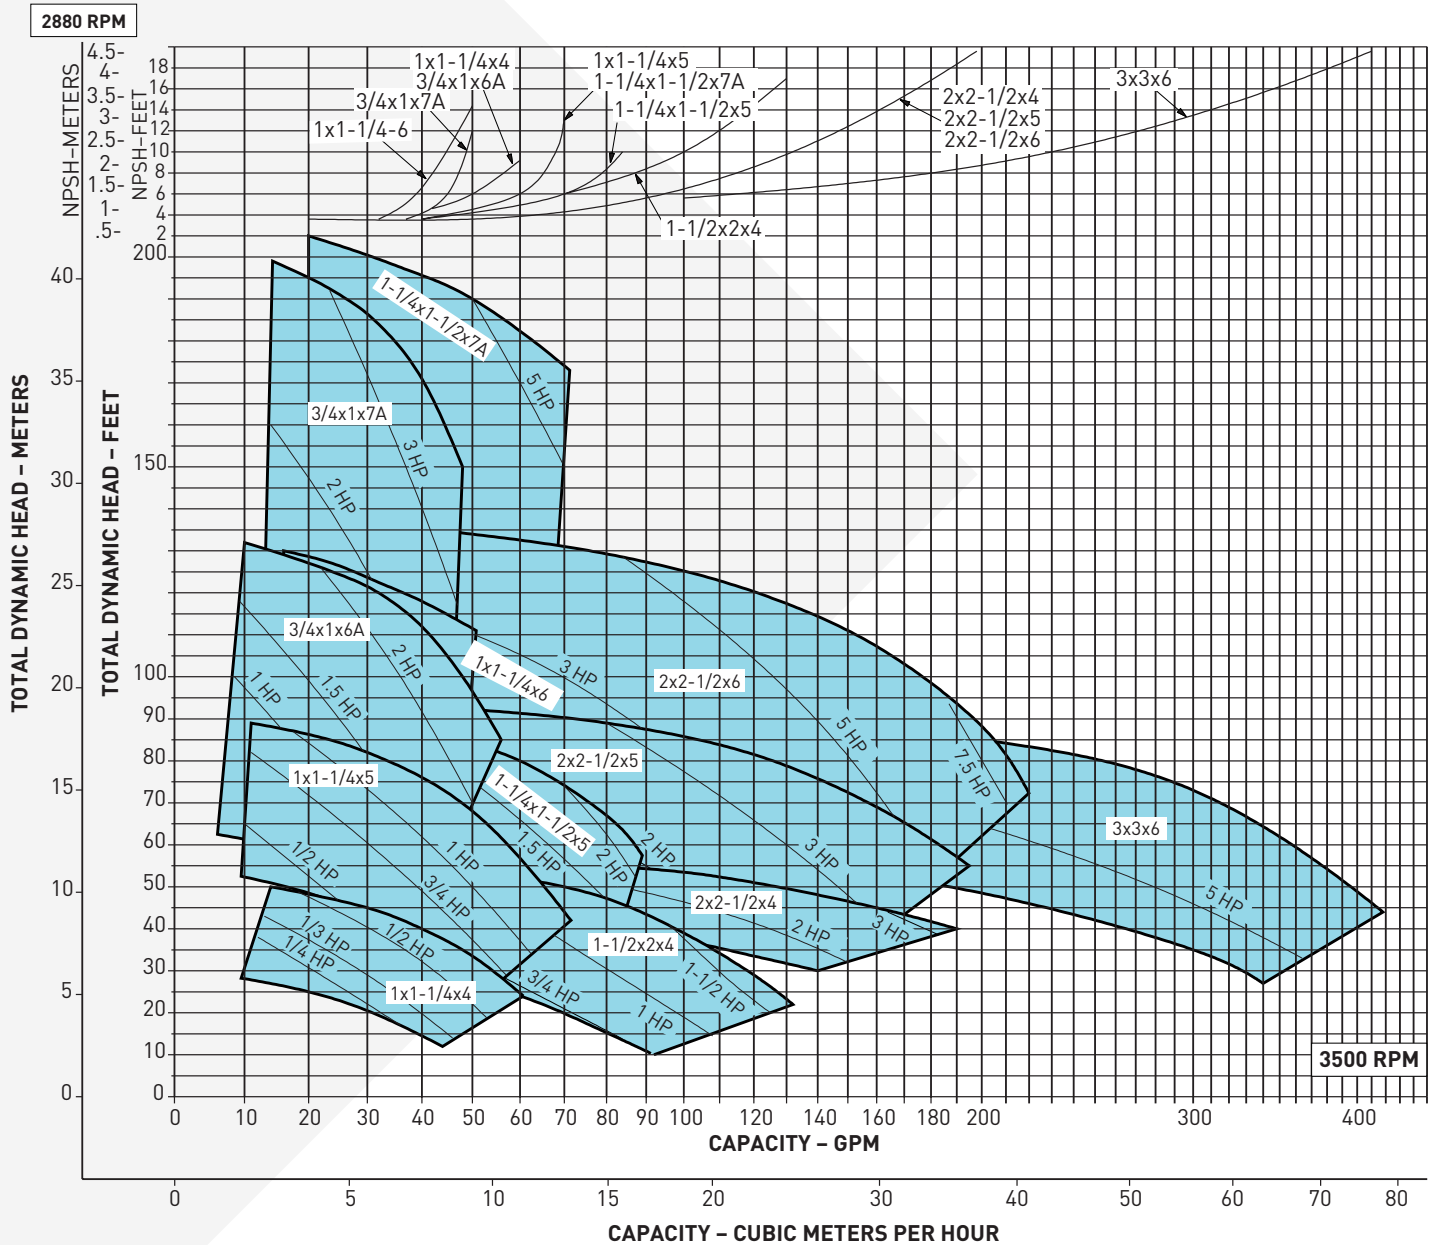 2880 RPM
NPSH-METERS
4.5-
4-
3.5-
3-
2.5-
2-
1.5-
1-
.5-
NPSH-FEET
18
16
14
12
10
8
6
4
2
1x1-1/4x4
3/4x1x6A
3/4x1x7A
1x1-1/4-6
1x1-1/4x5
1-1/4x1-1/2x7A
1-1/4x1-1/2x5
2x2-1/2x4
2x2-1/2x5
2x2-1/2x6
3x3x6
1-1/2x2x4
TOTAL DYNAMIC HEAD – METERS
40
35
30
25
20
15
10
5
0
TOTAL DYNAMIC HEAD – FEET
200
150
100
90
80
70
60
50
40
30
20
10
0
1-1/4x1-1/2x7A
5 HP
3/4x1x7A
3 HP
2 HP
3/4x1x6A
2 HP
1 HP
1.5 HP
1x1-1/4x6
3 HP
2x2-1/2x6
5 HP
7.5 HP
2x2-1/2x5
1x1-1/4x5
1-1/4x1-1/2x5
1.5 HP
2 HP
2 HP
3 HP
3x3x6
5 HP
1/2 HP
1 HP
3/4 HP
2x2-1/2x4
2 HP
3 HP
1/3 HP
1/4 HP
1/2 HP
1-1/2x2x4
1x1-1/4x4
3/4 HP
1-1/2 HP
1 HP
3500 RPM
0 10 20 30 40 50 60 70 80 90 100 120 140 160 180 200 300 400
CAPACITY – GPM
0 5 10 15 20 30 40 50 60 70 80
CAPACITY – CUBIC METERS PER HOUR